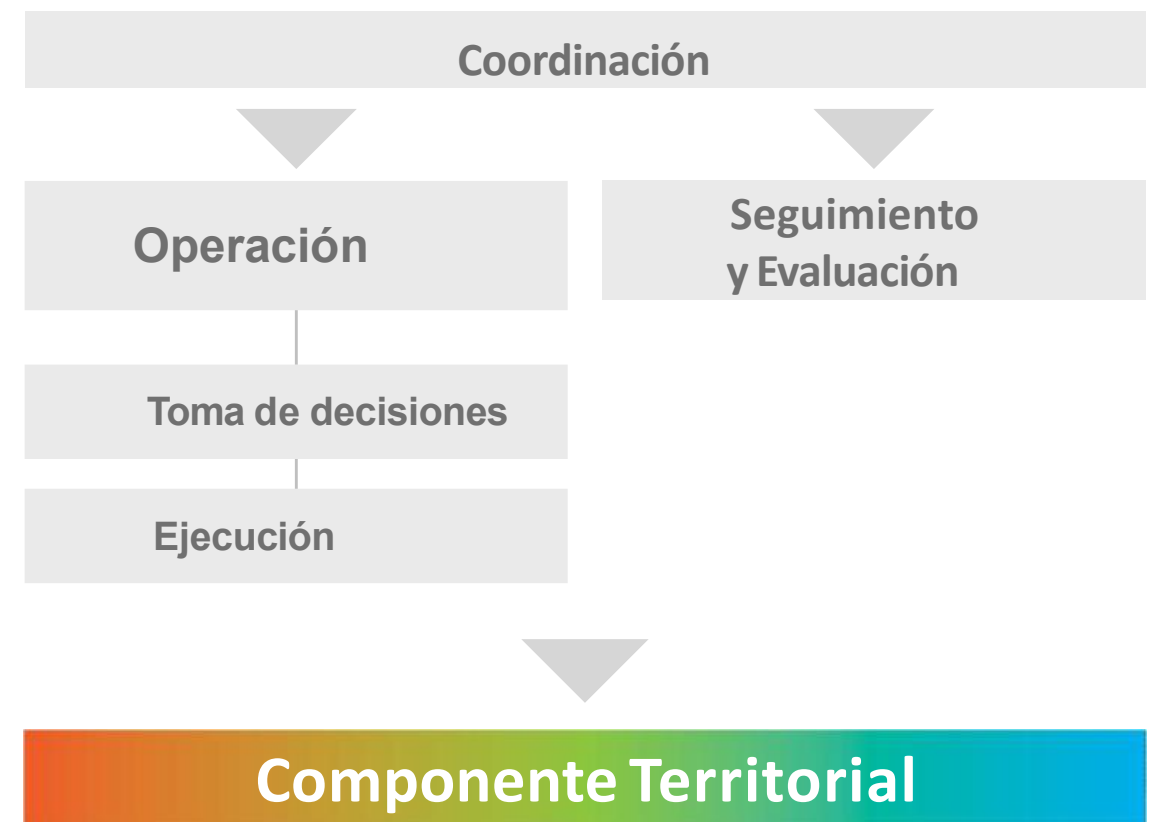 Coordinación
Operación
Seguimiento
y Evaluación
Toma de decisiones
Ejecución
Componente Territorial